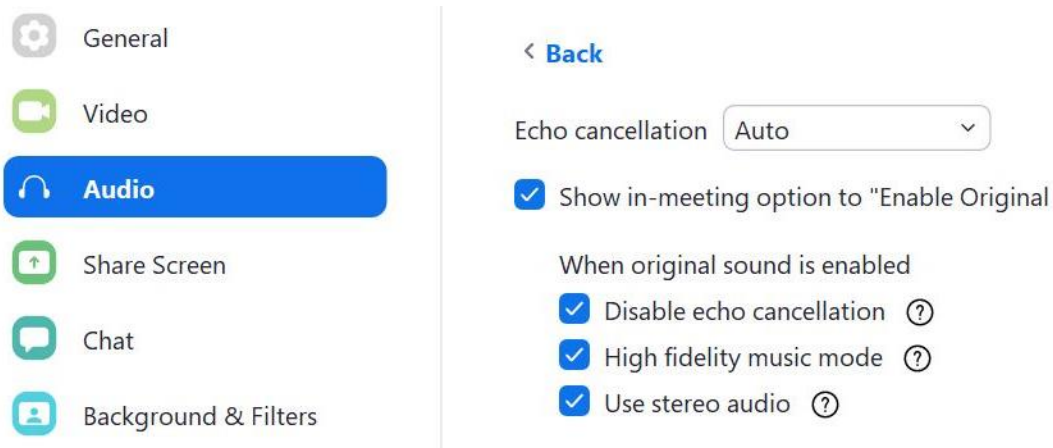 General
Video
Audio
Share Screen
Chat
Background & Filters
Back
Echo cancellation Auto
Show in-meeting option to "Enable Original
When original sound is enabled
Disable echo cancellation ?
High fidelity music mode ?
Use stereo audio ?